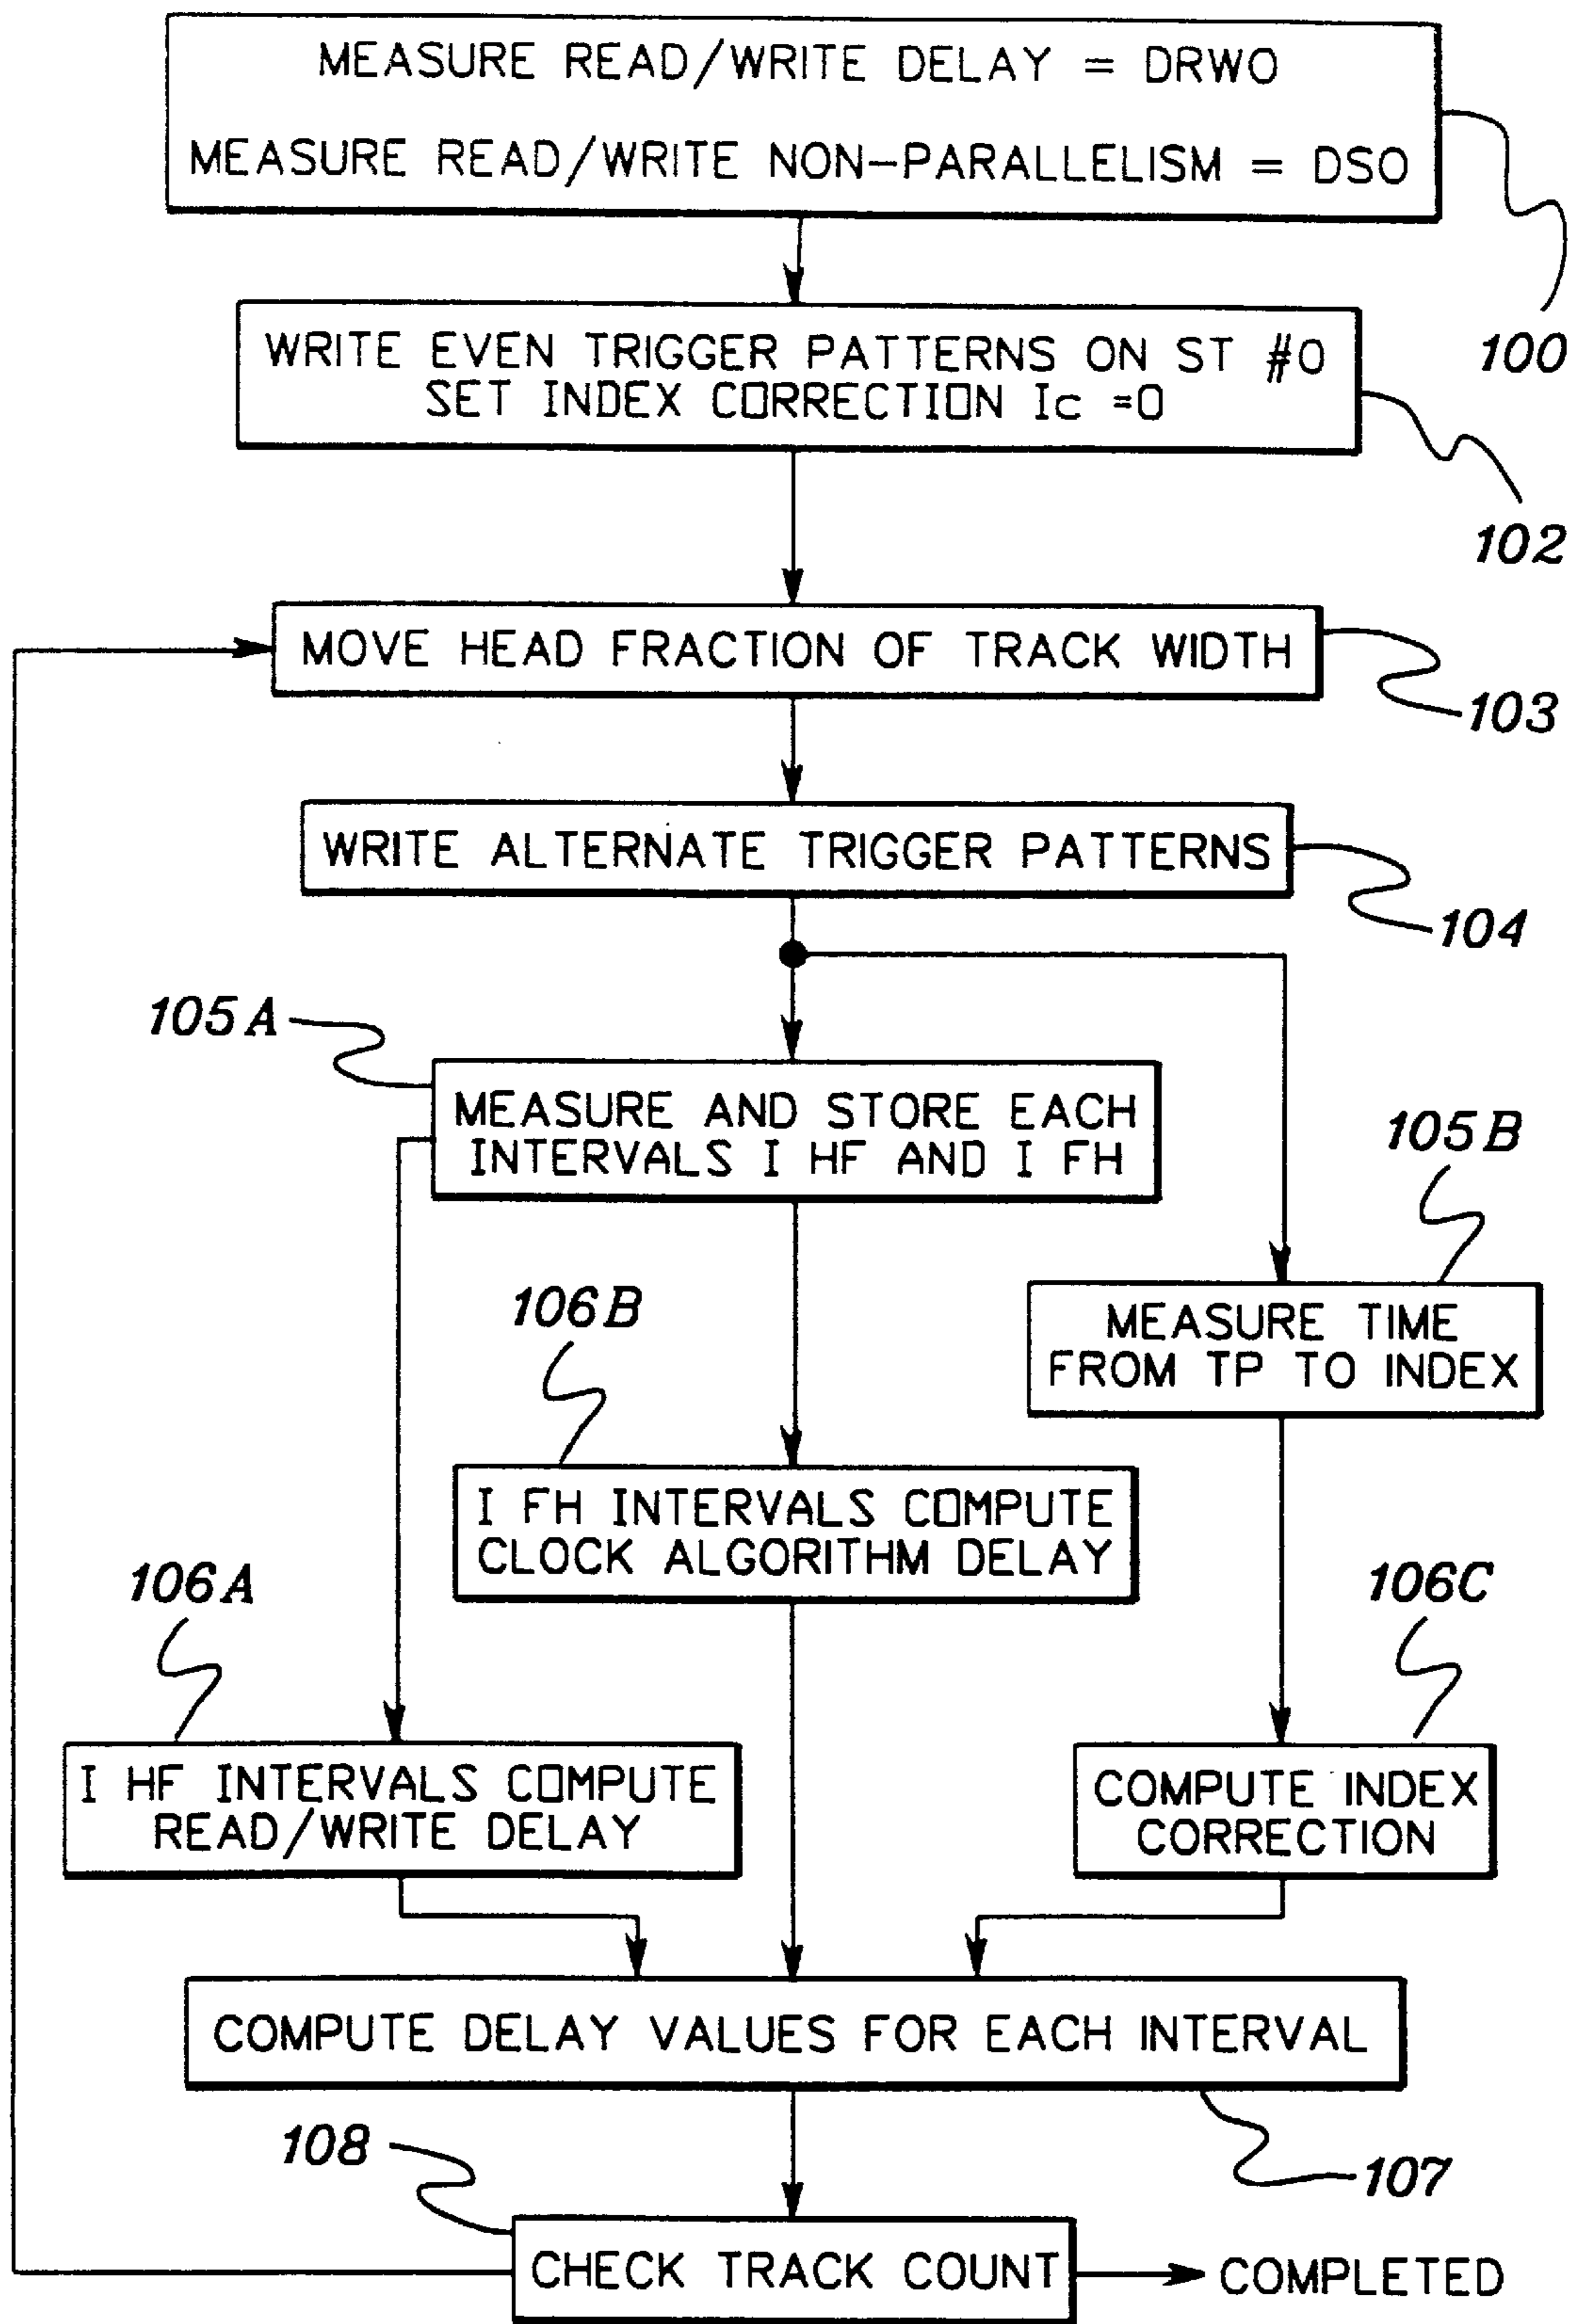 MEASURE READ/WRITE DELAY = DRWO
MEASURE READ/WRITE NON-PARALLELISM = DSO
100
WRITE EVEN TRIGGER PATTERNS ON ST #0
SET INDEX CORRECTION Ic =0
102
MOVE HEAD FRACTION OF TRACK WIDTH
103
WRITE ALTERNATE TRIGGER PATTERNS
104
105A
MEASURE AND STORE EACH
INTERVALS I HF AND I FH
105B
MEASURE TIME
FROM TP TO INDEX
106B
I FH INTERVALS COMPUTE
CLOCK ALGORITHM DELAY
106A
I HF INTERVALS COMPUTE
READ/WRITE DELAY
106C
COMPUTE INDEX
CORRECTION
COMPUTE DELAY VALUES FOR EACH INTERVAL
107
108
CHECK TRACK COUNT
COMPLETED